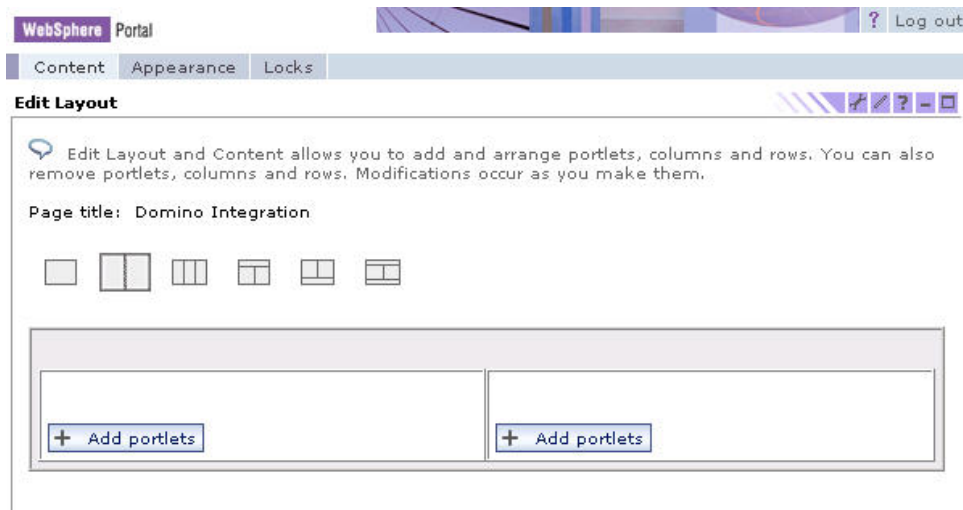 WebSphere Portal
? Log out
Content Appearance Locks
Edit Layout
?
Edit Layout and Content allows you to add and arrange portlets, columns and rows. You can also
remove portlets, columns and rows. Modifications occur as you make them.
Page title: Domino Integration
+ Add portlets + Add portlets